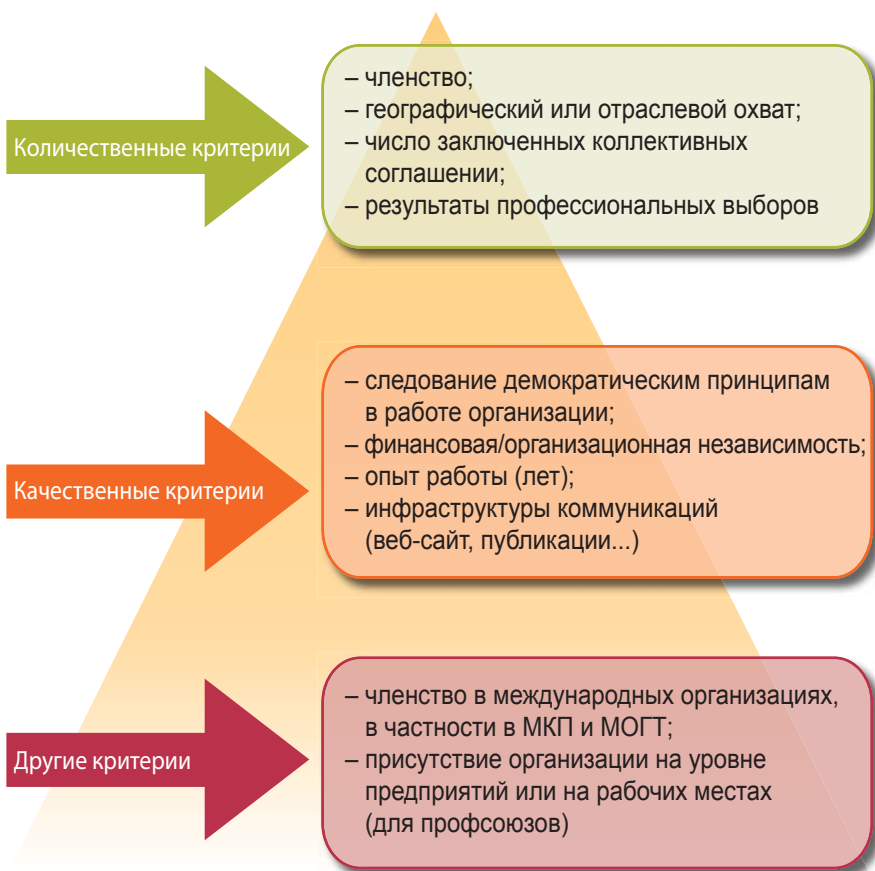 Количественные критерии
– членство;
– географический или отраслевой охват;
– число заключенных коллективных
соглашении;
– результаты профессиональных выборов
Качественные критерии
– следование демократическим принципам
в работе организации;
– финансовая/организационная независимость;
– опыт работы (лет);
– инфраструктуры коммуникаций
(веб-сайт, публикации...)
Другие критерии
– членство в международных организациях,
в частности в МКП и МОГТ;
– присутствие организации на уровне
предприятий или на рабочих местах
(для профсоюзов)